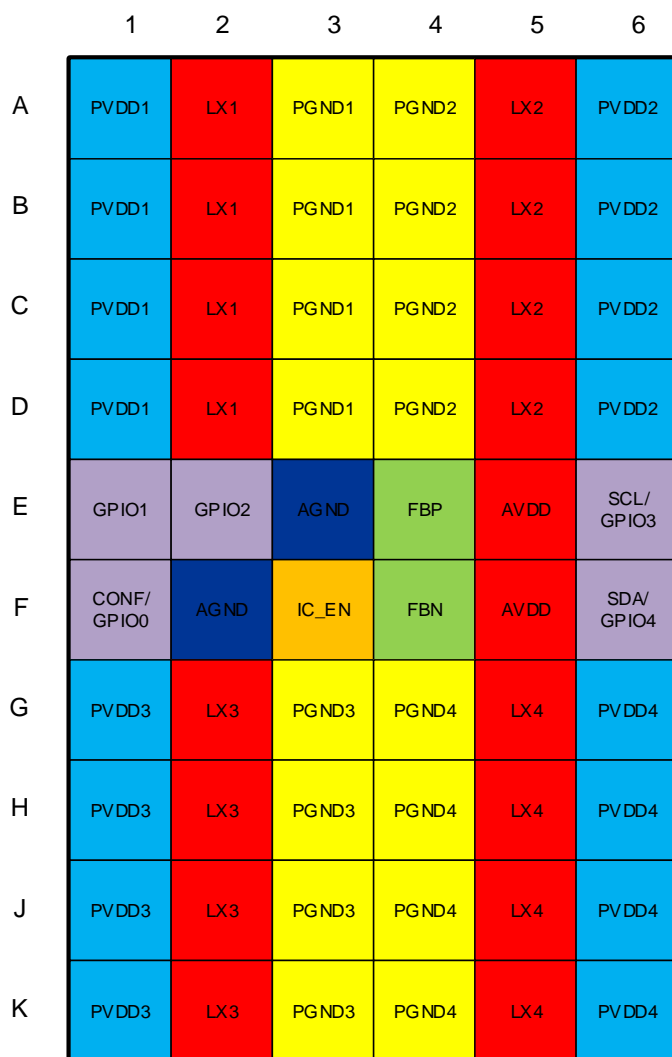 1 2 3 4 5 6
A PVDD1 LX1 PGND1 PGND2 LX2 PVDD2
B PVDD1 LX1 PGND1 PGND2 LX2 PVDD2
C PVDD1 LX1 PGND1 PGND2 LX2 PVDD2
D PVDD1 LX1 PGND1 PGND2 LX2 PVDD2
E GPIO1 GPIO2 AGND FBP AVDD SCL/
GPIO3
F CONF/
GPIO0 AGND IC_EN FBN AVDD SDA/
GPIO4
G PVDD3 LX3 PGND3 PGND4 LX4 PVDD4
H PVDD3 LX3 PGND3 PGND4 LX4 PVDD4
J PVDD3 LX3 PGND3 PGND4 LX4 PVDD4
K PVDD3 LX3 PGND3 PGND4 LX4 PVDD4